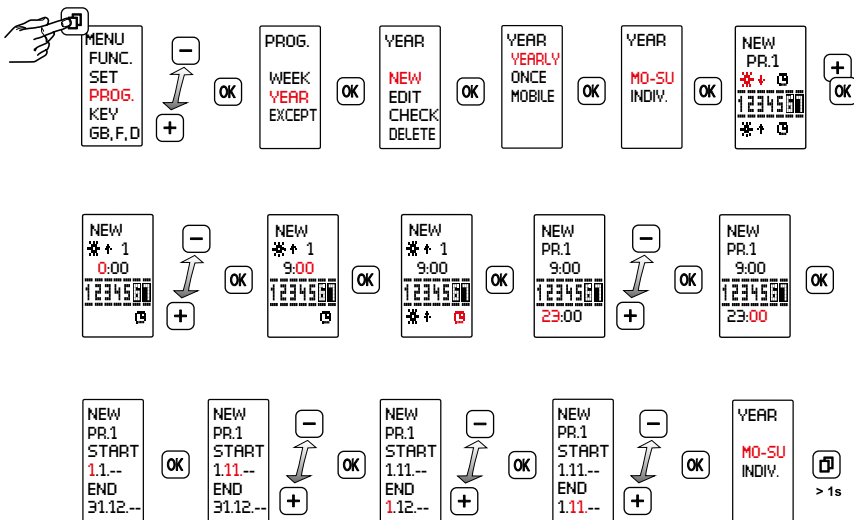 MENU
FUNC.
SET
PROG.
KEY
GB, F, D
−
+
OK
PROG.
WEEK
YEAR
EXCEPT
OK
YEAR
NEW
EDIT
CHECK
DELETE
OK
YEAR
YEARLY
ONCE
MOBILE
OK
YEAR
MO-SU
INDIV.
OK
NEW
PR.1
1234567
+
OK
NEW
1
0:00
1234567
−
+
OK
NEW
1
9:00
1234567
OK
NEW
1
9:00
1234567
OK
NEW
PR.1
9:00
1234567
23:00
−
+
OK
NEW
PR.1
9:00
1234567
23:00
OK
NEW
PR.1
START
1.1.--
END
31.12.--
OK
NEW
PR.1
START
1.11.--
END
31.12.--
−
+
OK
NEW
PR.1
START
1.11.--
END
1.12.--
−
+
OK
NEW
PR.1
START
1.11.--
END
1.11.--
−
+
OK
YEAR
MO-SU
INDIV.
> 1s